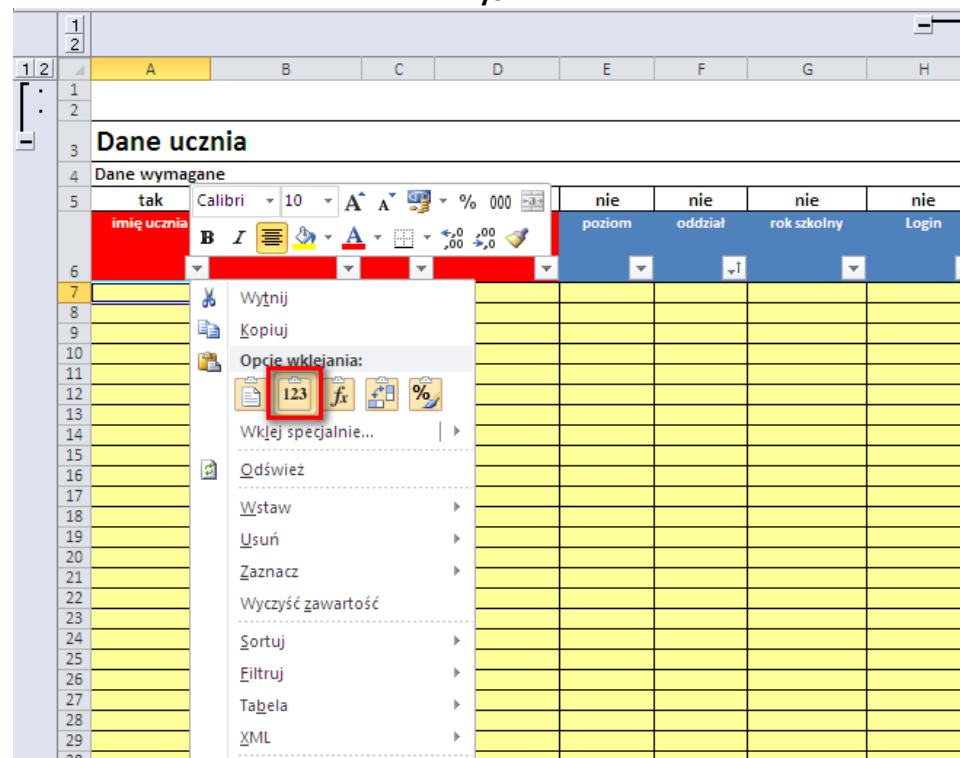 1
2
1 2 A B C D E F G H
1
2
3 Dane ucznia
4 Dane wymagane
5 tak nie nie nie nie
Calibri 10 A A % 000
imię ucznia poziom oddział rok szkolny Login
B I A ,0 ,00 ,00 ,0
6
7
Wytnij
8
9
Kopiuj
10
Opcje wklejania:
11
12
123 fx %
13
14
Wklej specjalnie...
15
16
Odśwież
17
18
Wstaw
19
Usuń
20
21
Zaznacz
22
Wyczyść zawartość
23
24
Sortuj
25
26
Filtruj
27
Tabela
28
29
XML